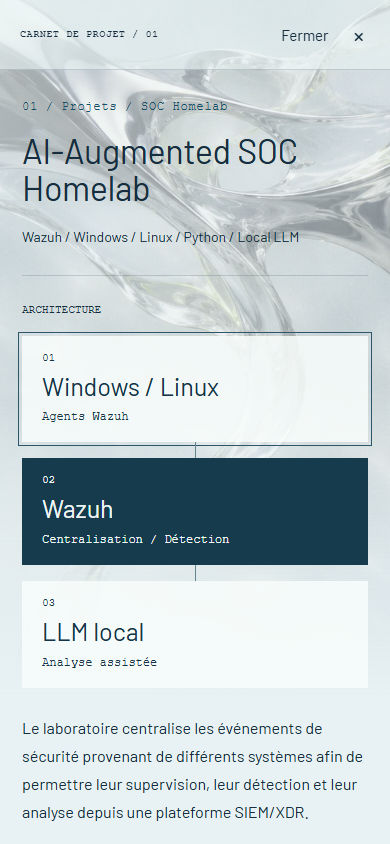 CARNET DE PROJET / 01
Fermer ×
01 / Projets / SOC Homelab
AI-Augmented SOC
Homelab
Wazuh / Windows / Linux / Python / Local LLM
ARCHITECTURE
01
Windows / Linux
Agents Wazuh
02
Wazuh
Centralisation / Détection
03
LLM local
Analyse assistée
Le laboratoire centralise les événements de
sécurité provenant de différents systèmes afin de
permettre leur supervision, leur détection et leur
analyse depuis une plateforme SIEM/XDR.